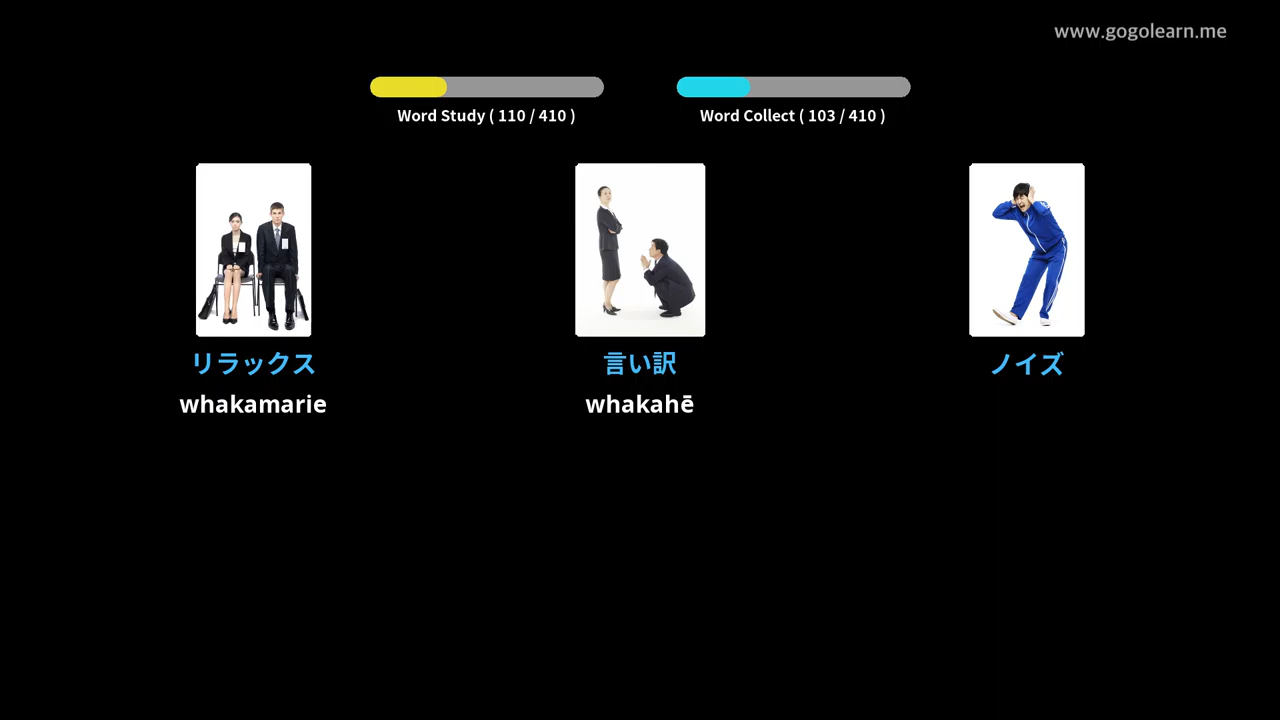 www.gogolearn.me
Word Study ( 110 / 410 )
Word Collect ( 103 / 410 )
リラックス
言い訳
ノイズ
whakamarie
whakahē